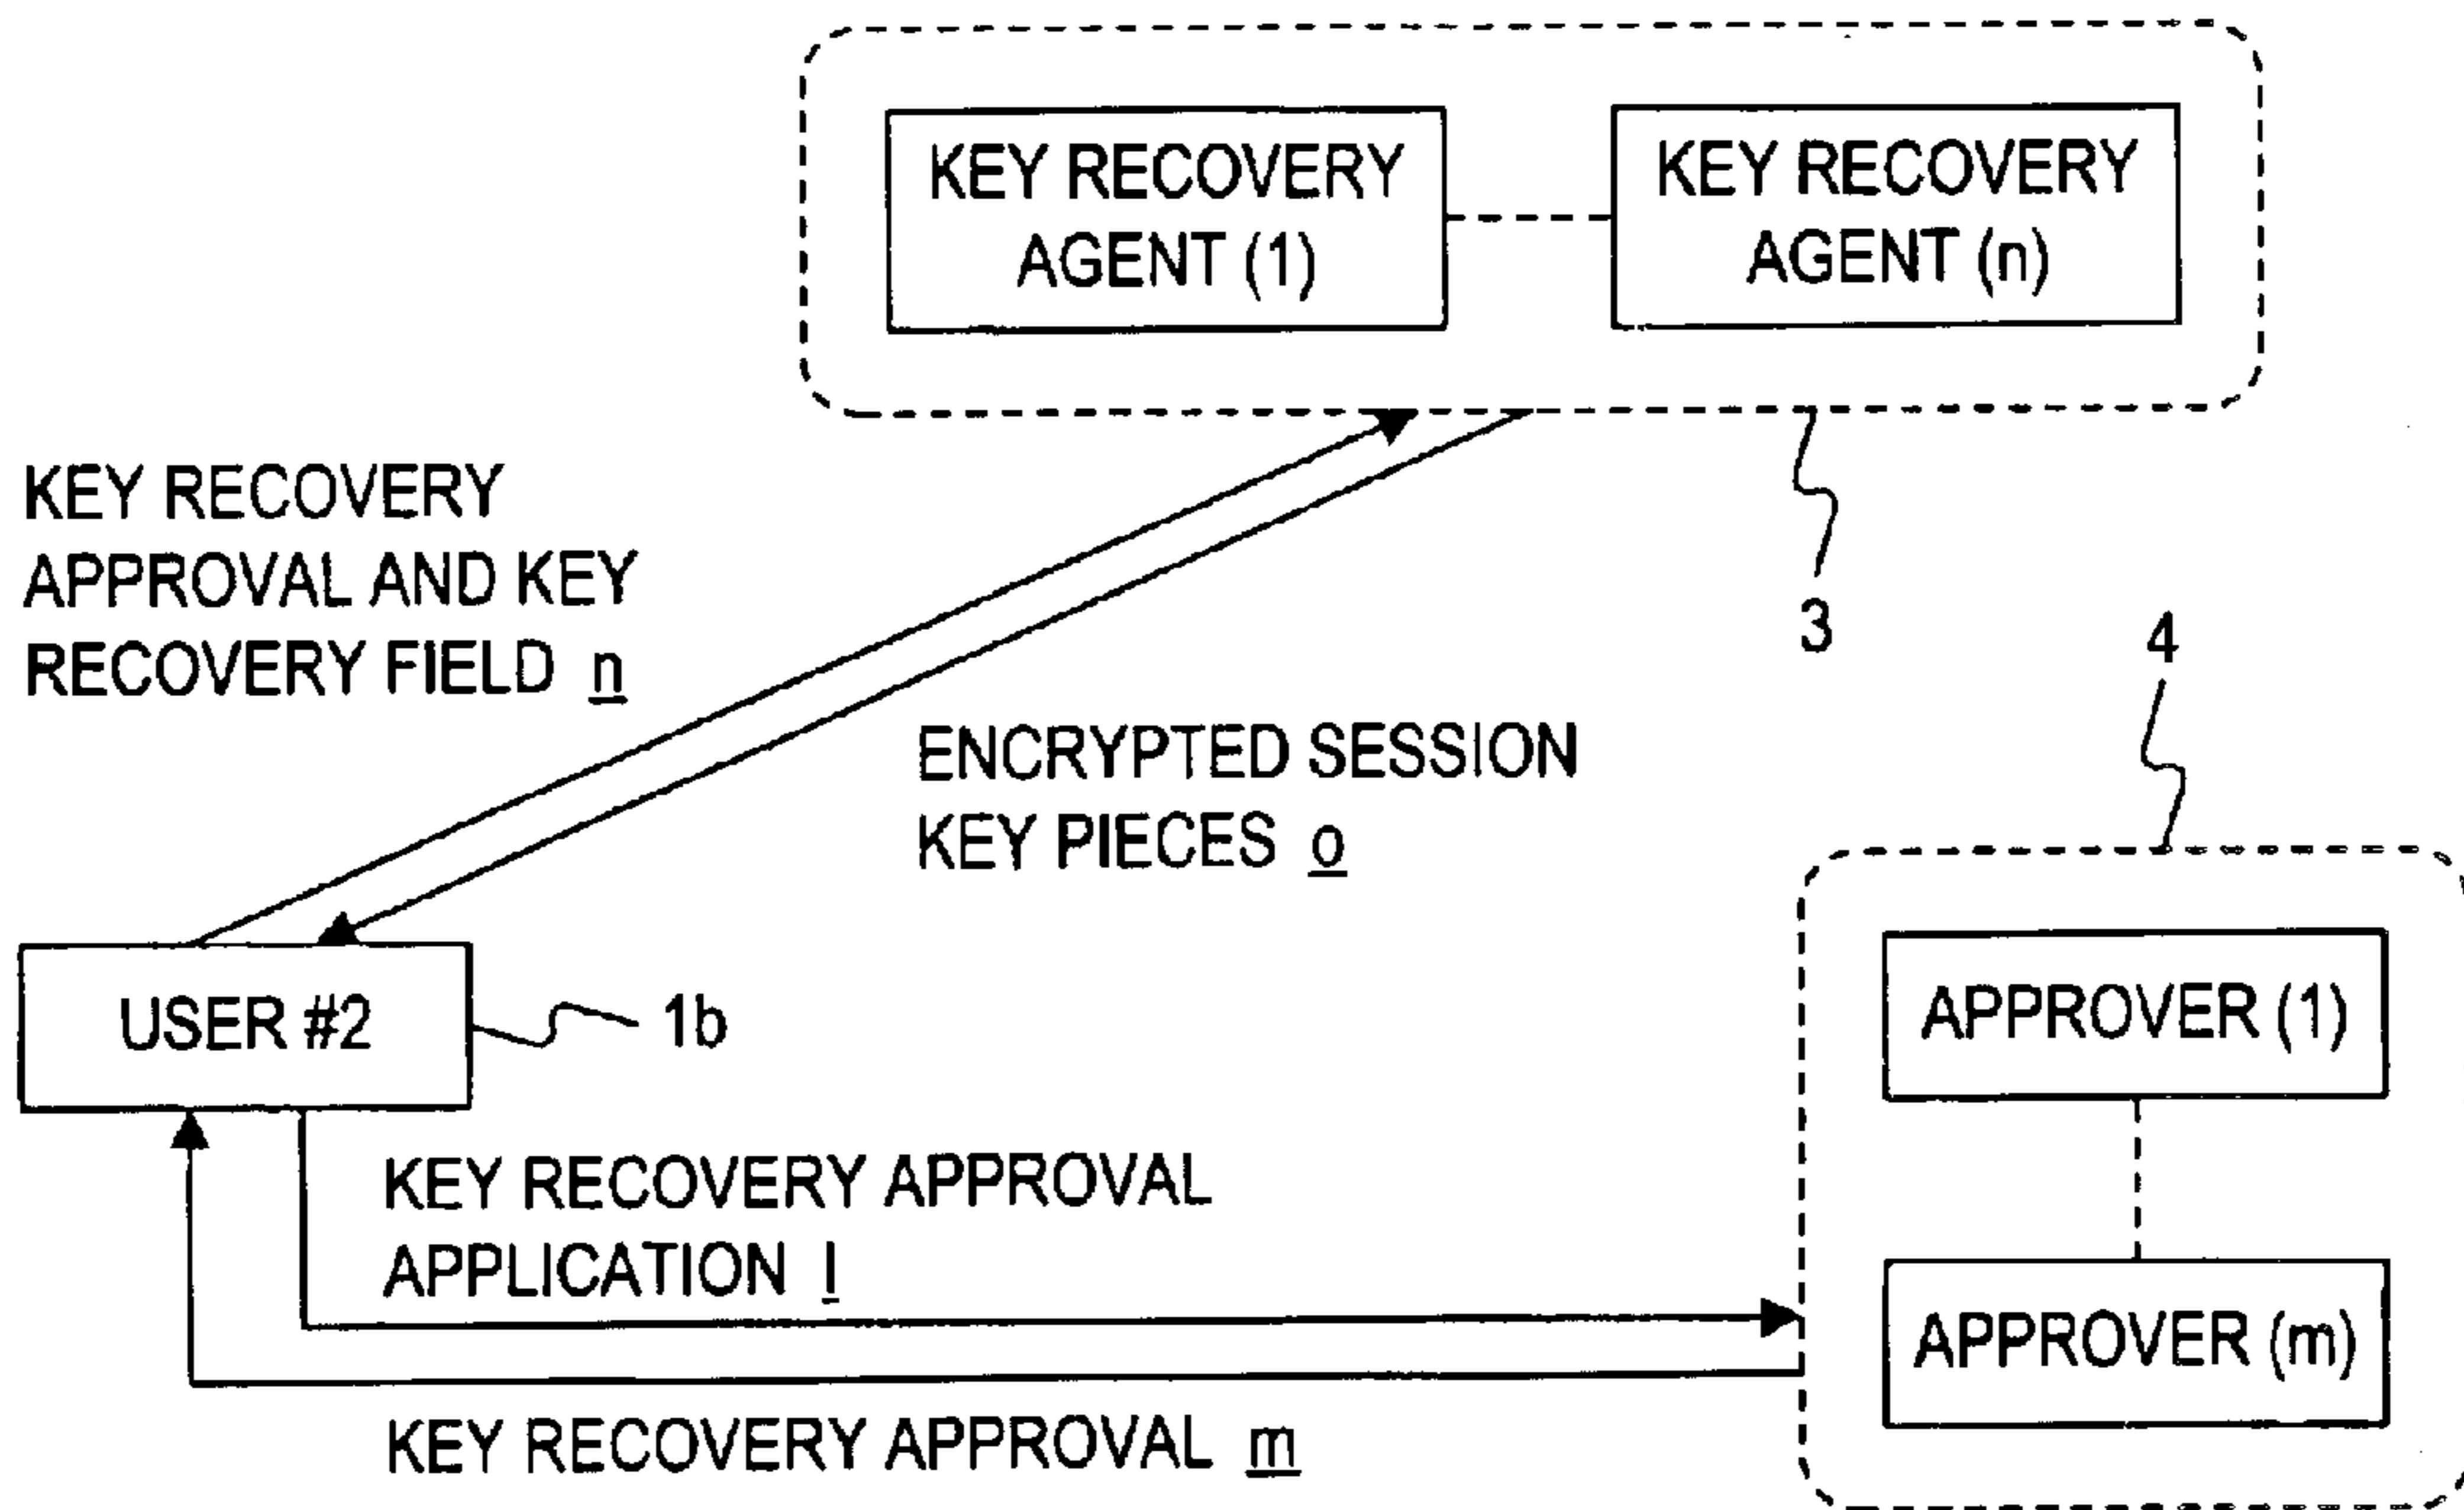 KEY RECOVERY
AGENT (1)
KEY RECOVERY
AGENT (n)
KEY RECOVERY
APPROVAL AND KEY
RECOVERY FIELD n
3
4
ENCRYPTED SESSION
KEY PIECES o
USER #2
1b
APPROVER (1)
KEY RECOVERY APPROVAL
APPLICATION l
APPROVER (m)
KEY RECOVERY APPROVAL m